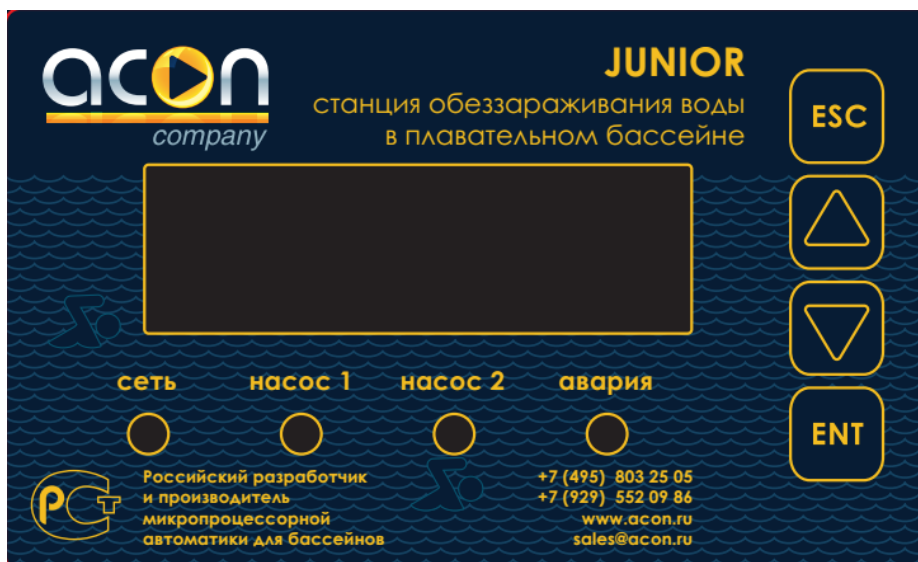 acon
company
JUNIOR
станция обеззараживания воды
в плавательном бассейне
ESC
сеть
насос 1
насос 2
авария
ENT
РСТ
Российский разработчик
и производитель
микропроцессорной
автоматики для бассейнов
+7 (495) 803 25 05
+7 (929) 552 09 86
www.acon.ru
sales@acon.ru